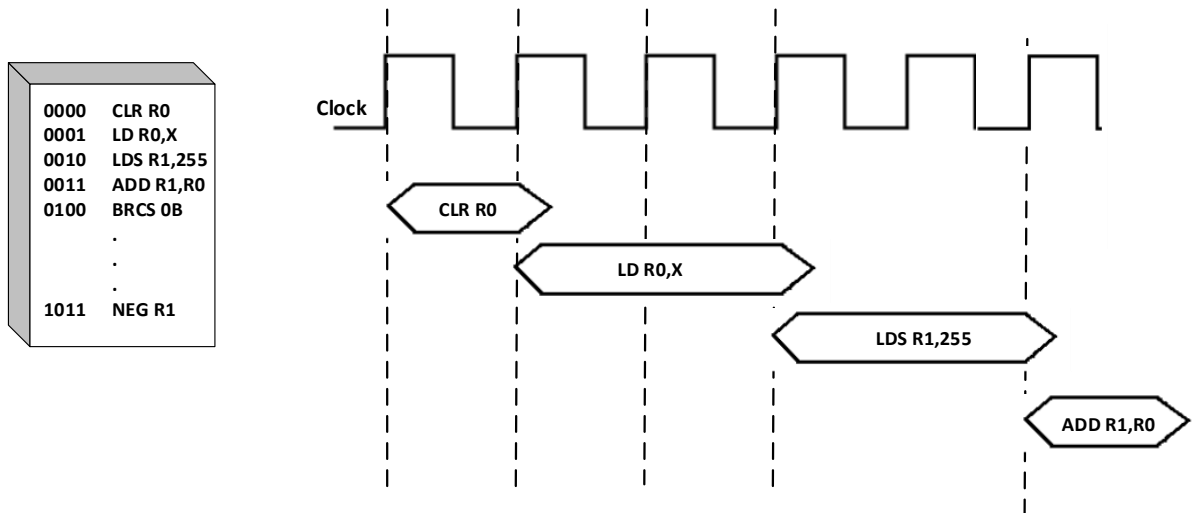 0000 CLR R0
0001 LD R0,X
0010 LDS R1,255
0011 ADD R1,R0
0100 BRCS 0B
.
.
.
1011 NEG R1
Clock
CLR R0
LD R0,X
LDS R1,255
ADD R1,R0